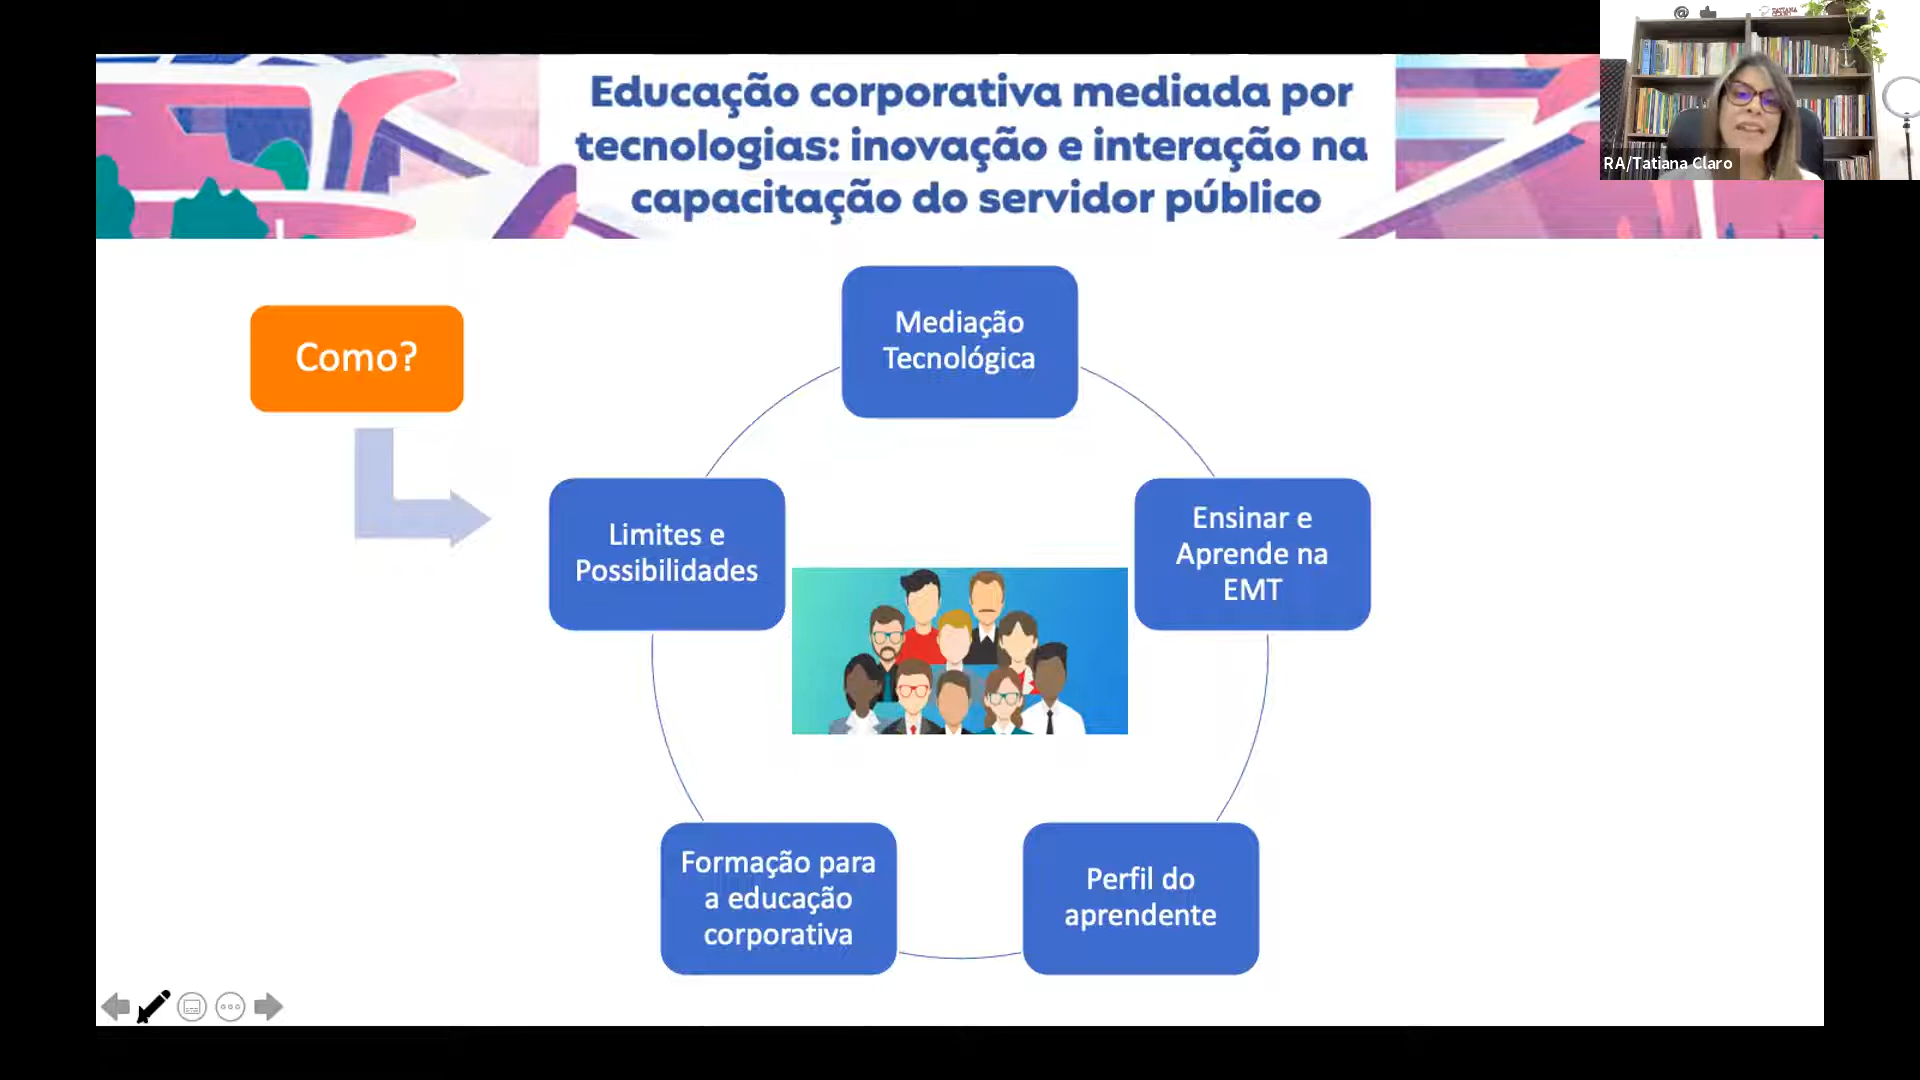 Educação corporativa mediada por
tecnologias: inovação e interação na
capacitação do servidor público
RA/Tatiana Claro
Como?
Mediação
Tecnológica
Limites e
Possibilidades
Ensinar e
Aprende na
EMT
Formação para
a educação
corporativa
Perfil do
aprendente